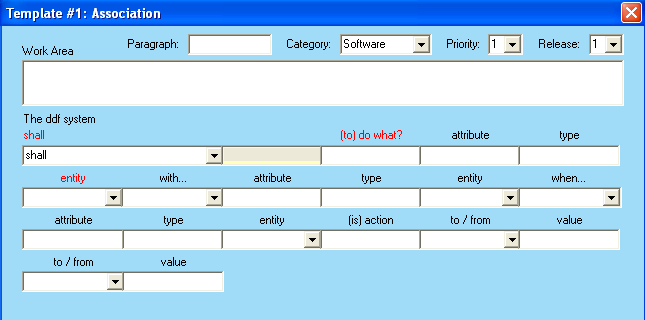 Template #1: Association
Work Area Paragraph: Category: Software Priority: 1 Release: 1
The ddf system
shall (to) do what? attribute type
shall
entity with... attribute type entity when...
attribute type entity (is) action to / from value
to / from value